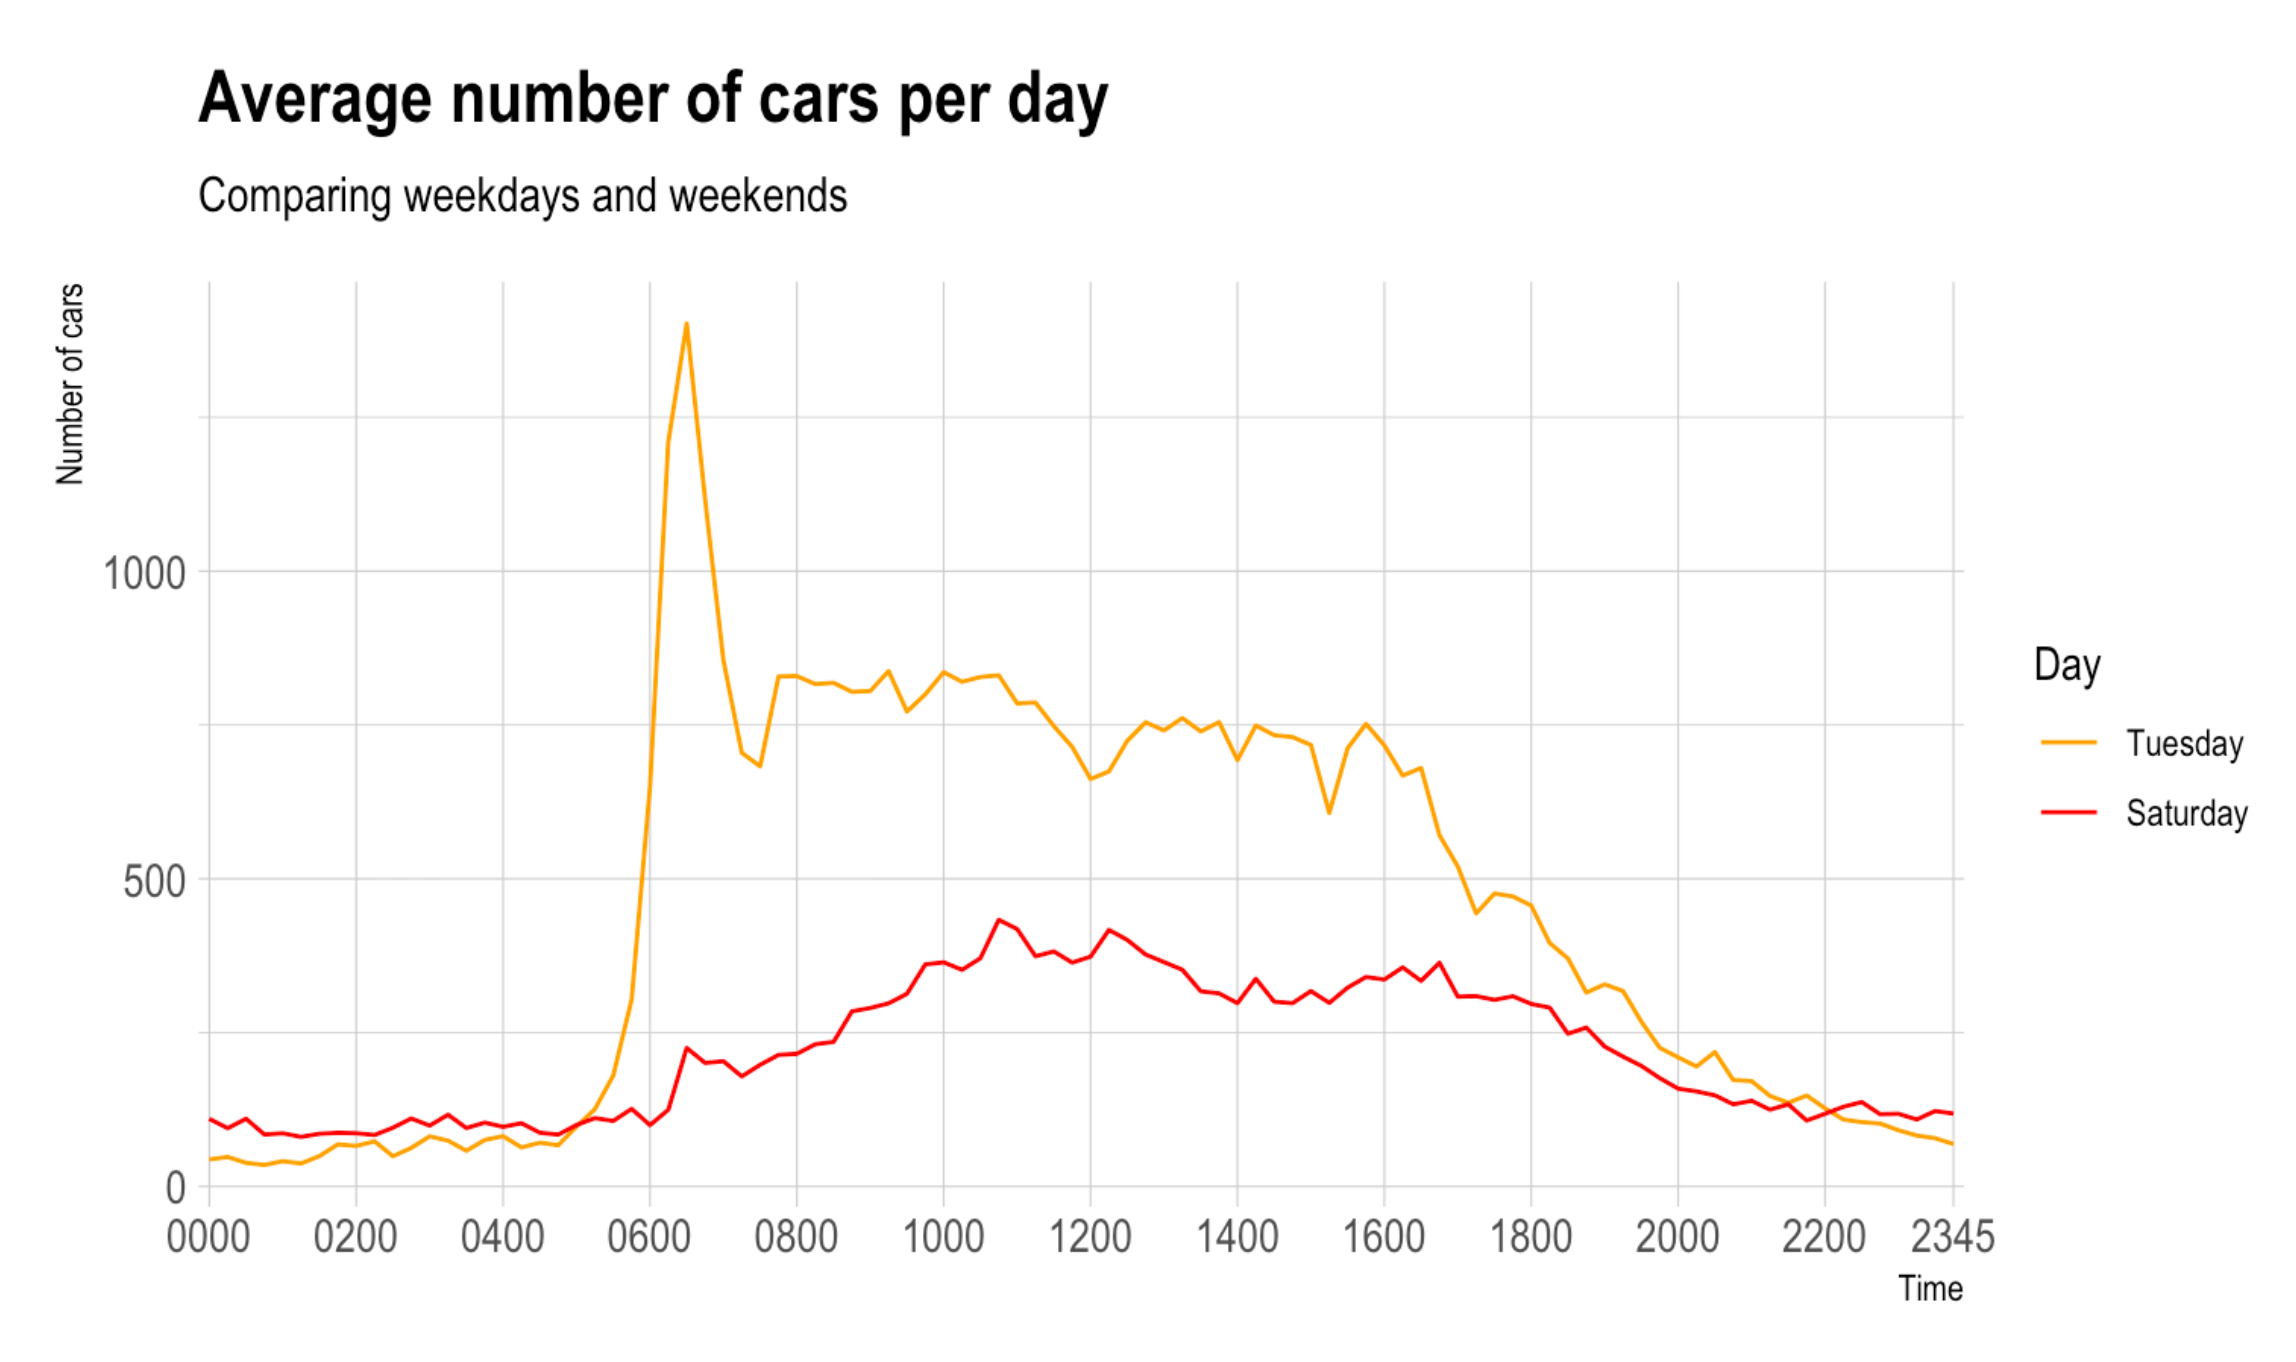 Average number of cars per day
Comparing weekdays and weekends
Number of cars
1000
500
0
0000 0200 0400 0600 0800 1000 1200 1400 1600 1800 2000 2200 2345
Time
Day
Tuesday
Saturday